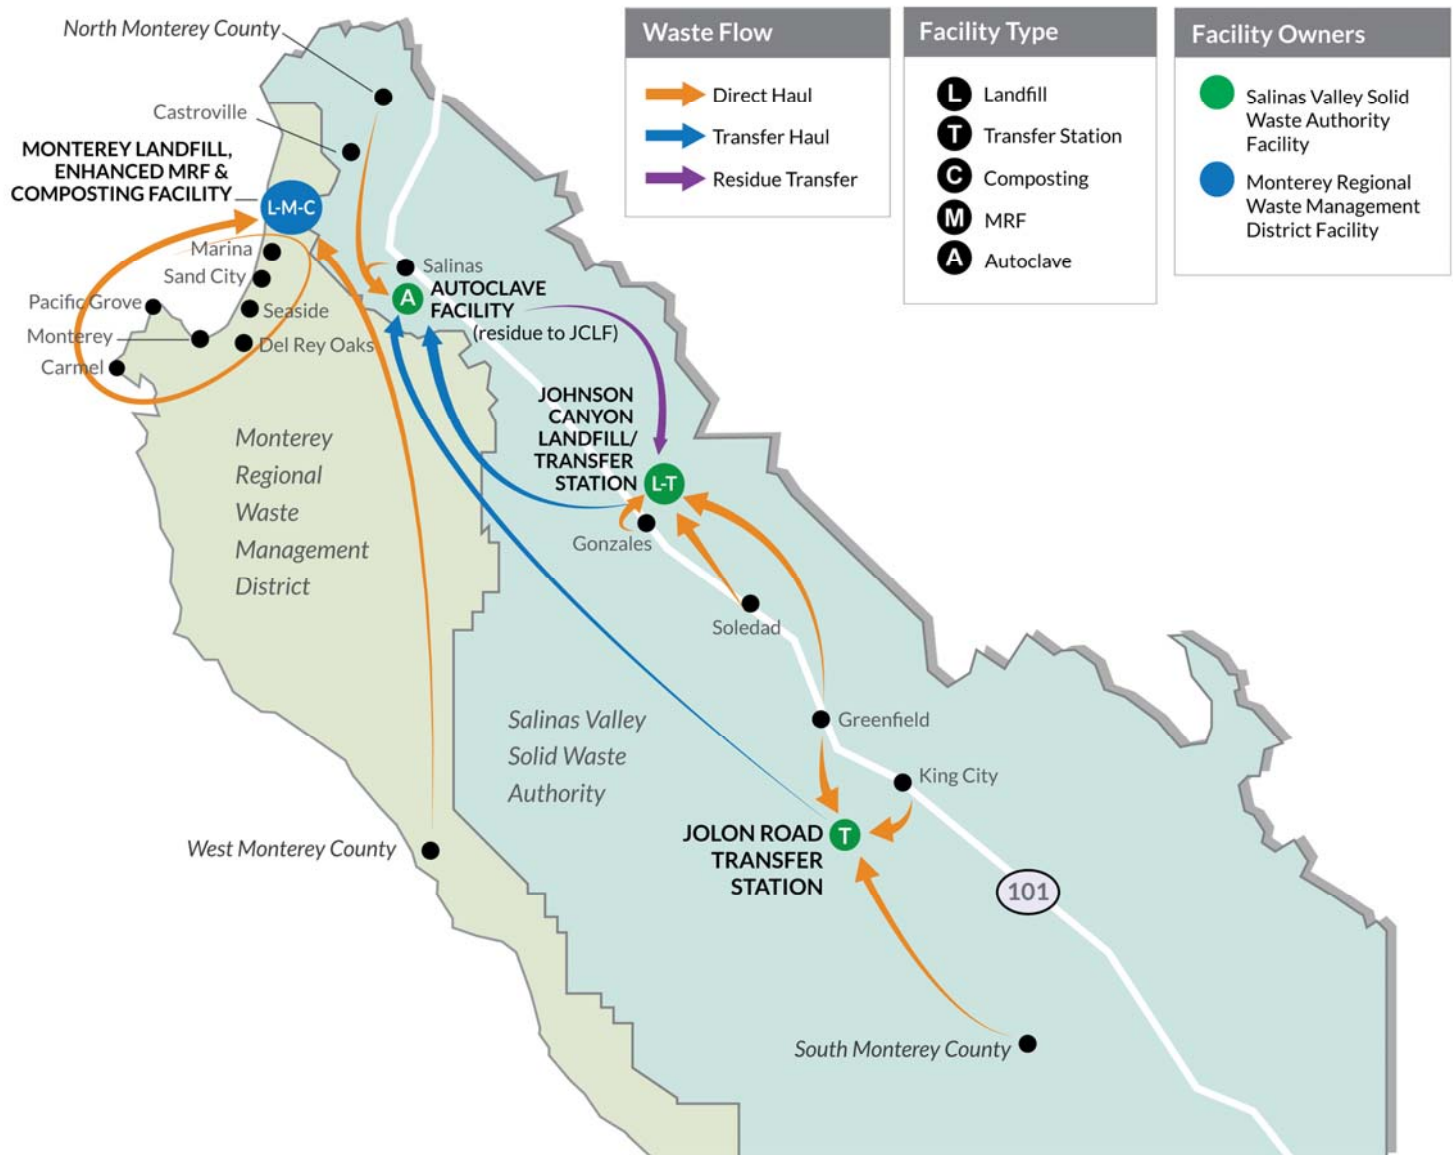 North Monterey County
Castroville
MONTEREY LANDFILL,
ENHANCED MRF &
COMPOSTING FACILITY
L-M-C
Marina
Sand City
Pacific Grove
Seaside
Monterey
Del Rey Oaks
Carmel
Salinas
A
AUTOCLAVE
FACILITY
(residue to JCLF)
JOHNSON
CANYON
LANDFILL/
TRANSFER
STATION
L-T
Gonzales
Soledad
Monterey
Regional
Waste
Management
District
Salinas Valley
Solid Waste
Authority
Greenfield
King City
JOLON ROAD
TRANSFER
STATION
T
West Monterey County
101
South Monterey County
Waste Flow
Direct Haul
Transfer Haul
Residue Transfer
Facility Type
L Landfill
T Transfer Station
C Composting
M MRF
A Autoclave
Facility Owners
Salinas Valley Solid
Waste Authority
Facility
Monterey Regional
Waste Management
District Facility